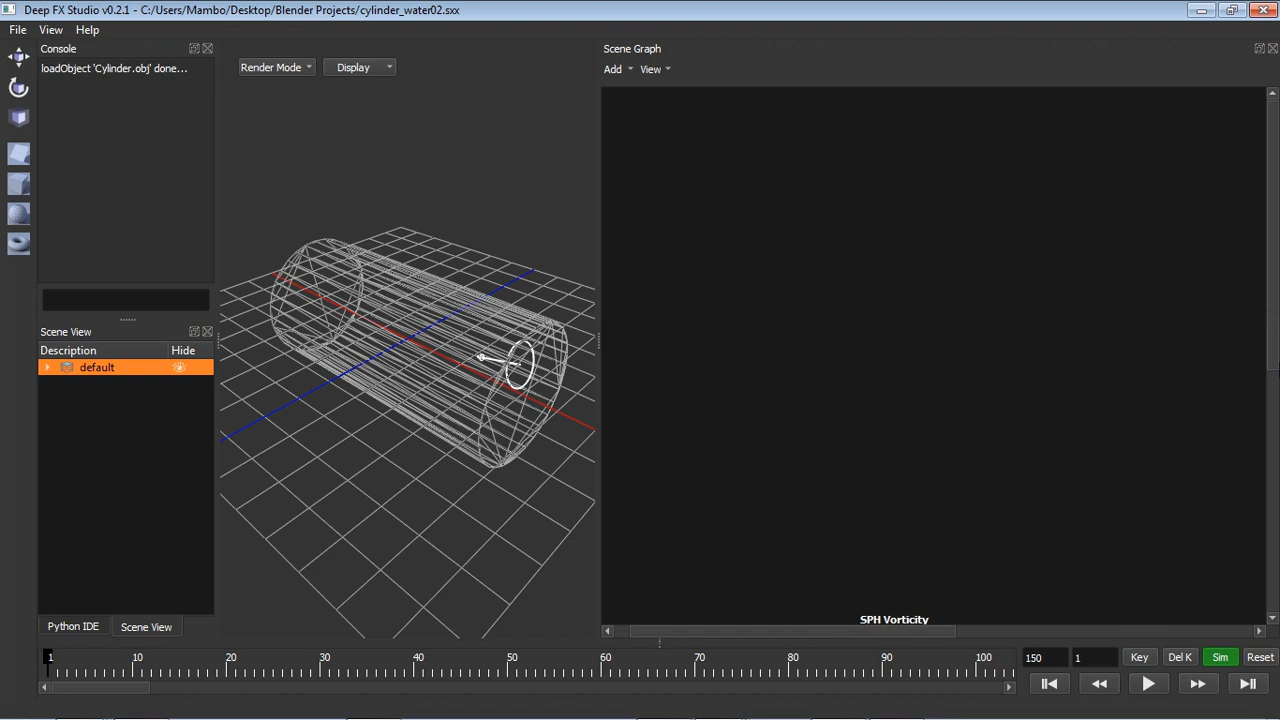 Deep FX Studio v0.2.1 - C:/Users/Mambo/Desktop/Blender Projects/cylinder_water02.sxx
File View Help
Console
loadObject 'Cylinder.obj' done...
Render Mode Display
Scene Graph
Add View
Scene View
Description Hide
default
SPH Vorticity
Python IDE Scene View
1 10 20 30 40 50 60 70 80 90 100
150 1 Key Del K Sim Reset